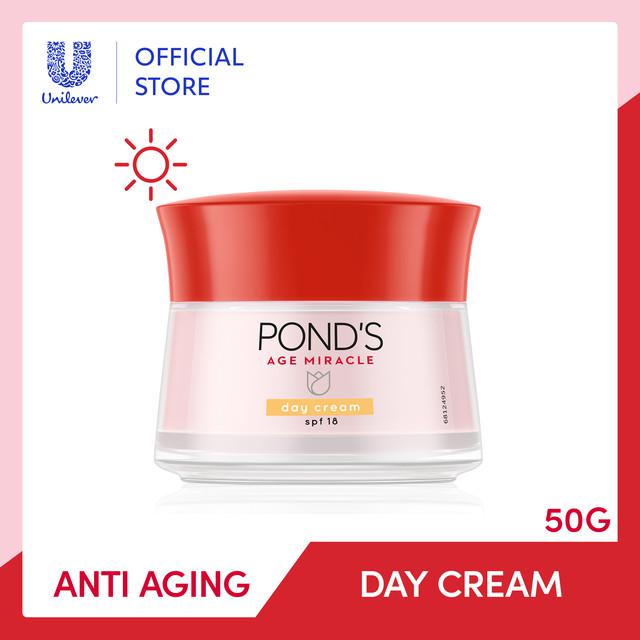 Unilever
OFFICIAL
STORE
POND'S
AGE MIRACLE
day cream
spf 18
68124952
50G
ANTI AGING
DAY CREAM